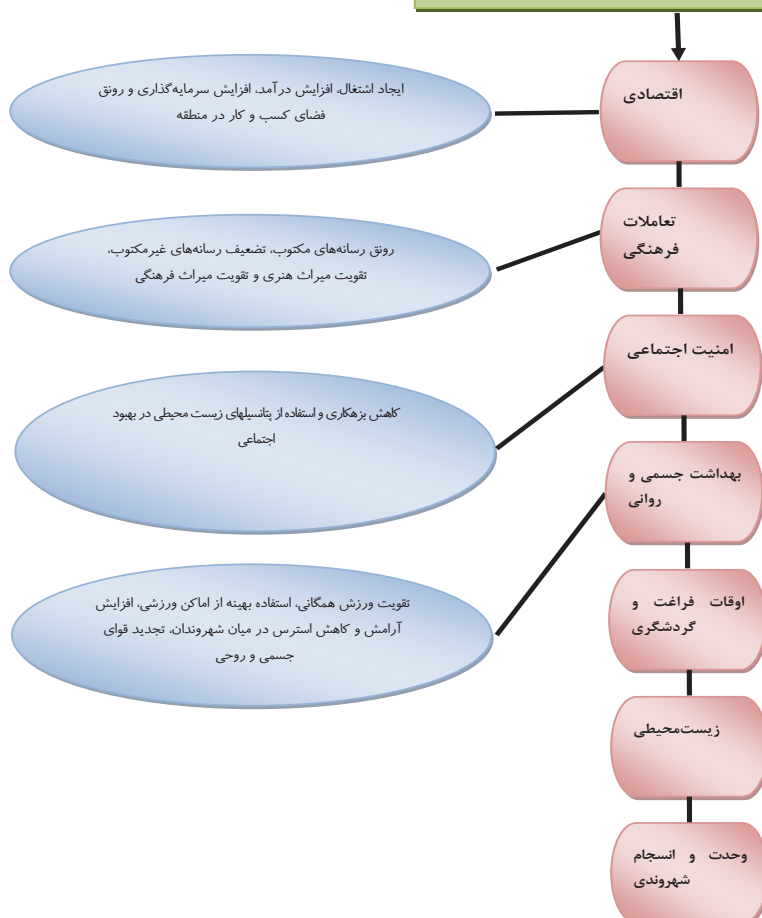 اقتصادی
ایجاد اشتغال، افزایش درآمد، افزایش سرمایه‌گذاری و رونق
فضای کسب و کار در منطقه
تعاملات
فرهنگی
رونق رسانه‌های مکتوب، تضعیف رسانه‌های غیرمکتوب،
تقویت میراث هنری و تقویت میراث فرهنگی
امنیت اجتماعی
کاهش بزهکاری و استفاده از پتانسیلهای زیست محیطی در بهبود
اجتماعی
بهداشت جسمی و
روانی
تقویت ورزش همگانی، استفاده بهینه از اماکن ورزشی، افزایش
آرامش و کاهش استرس در میان شهروندان، تجدید قوای
جسمی و روحی
اوقات فراغت و
گردشگری
زیست‌محیطی
وحدت و انسجام
شهروندی